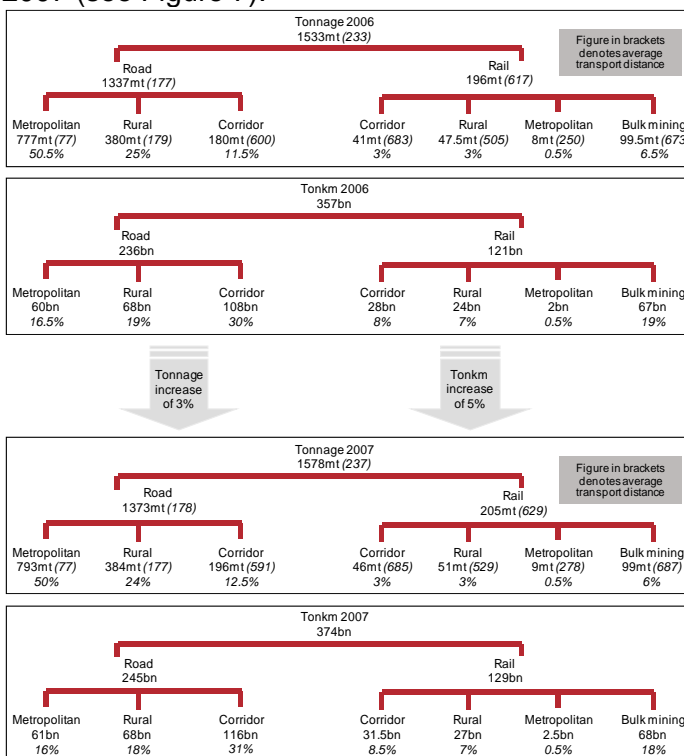 2007 (see Figure 7).
Tonnage 2006
1533mt (233)
Figure in brackets
denotes average
transport distance
Road
1337mt (177)
Rail
196mt (617)
Metropolitan
777mt (77)
50.5%
Rural
380mt (179)
25%
Corridor
180mt (600)
11.5%
Corridor
41mt (683)
3%
Rural
47.5mt (505)
3%
Metropolitan
8mt (250)
0.5%
Bulk mining
99.5mt (673
6.5%
Tonkm 2006
357bn
Road
236bn
Rail
121bn
Metropolitan
60bn
16.5%
Rural
68bn
19%
Corridor
108bn
30%
Corridor
28bn
8%
Rural
24bn
7%
Metropolitan
2bn
0.5%
Bulk mining
67bn
19%
Tonnage
increase
of 3%
Tonkm
increase
of 5%
Tonnage 2007
1578mt (237)
Figure in brackets
denotes average
transport distance
Road
1373mt (178)
Rail
205mt (629)
Metropolitan
793mt (77)
50%
Rural
384mt (177)
24%
Corridor
196mt (591)
12.5%
Corridor
46mt (685)
3%
Rural
51mt (529)
3%
Metropolitan
9mt (278)
0.5%
Bulk mining
99mt (687)
6%
Tonkm 2007
374bn
Road
245bn
Rail
129bn
Metropolitan
61bn
16%
Rural
68bn
18%
Corridor
116bn
31%
Corridor
31.5bn
8.5%
Rural
27bn
7%
Metropolitan
2.5bn
0.5%
Bulk mining
68bn
18%